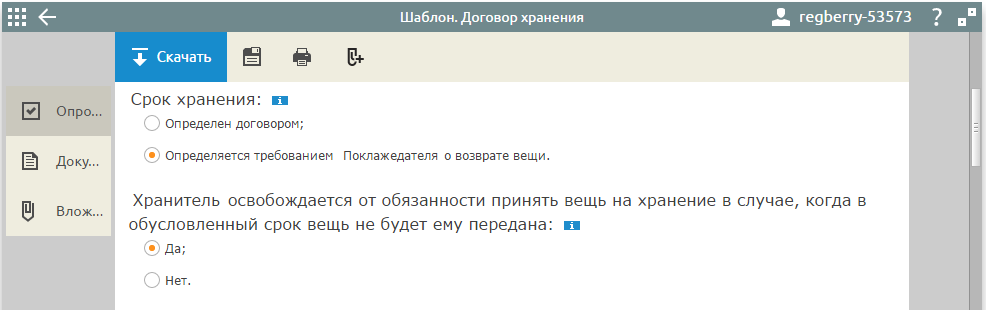 Шаблон. Договор хранения
regberry-53573
?
Скачать
Опро...
Доку...
Влож...
Срок хранения: i
Определен договором;
Определяется требованием Поклажедателя о возврате вещи.
Хранитель освобождается от обязанности принять вещь на хранение в случае, когда в
обусловленный срок вещь не будет ему передана: i
Да;
Нет.